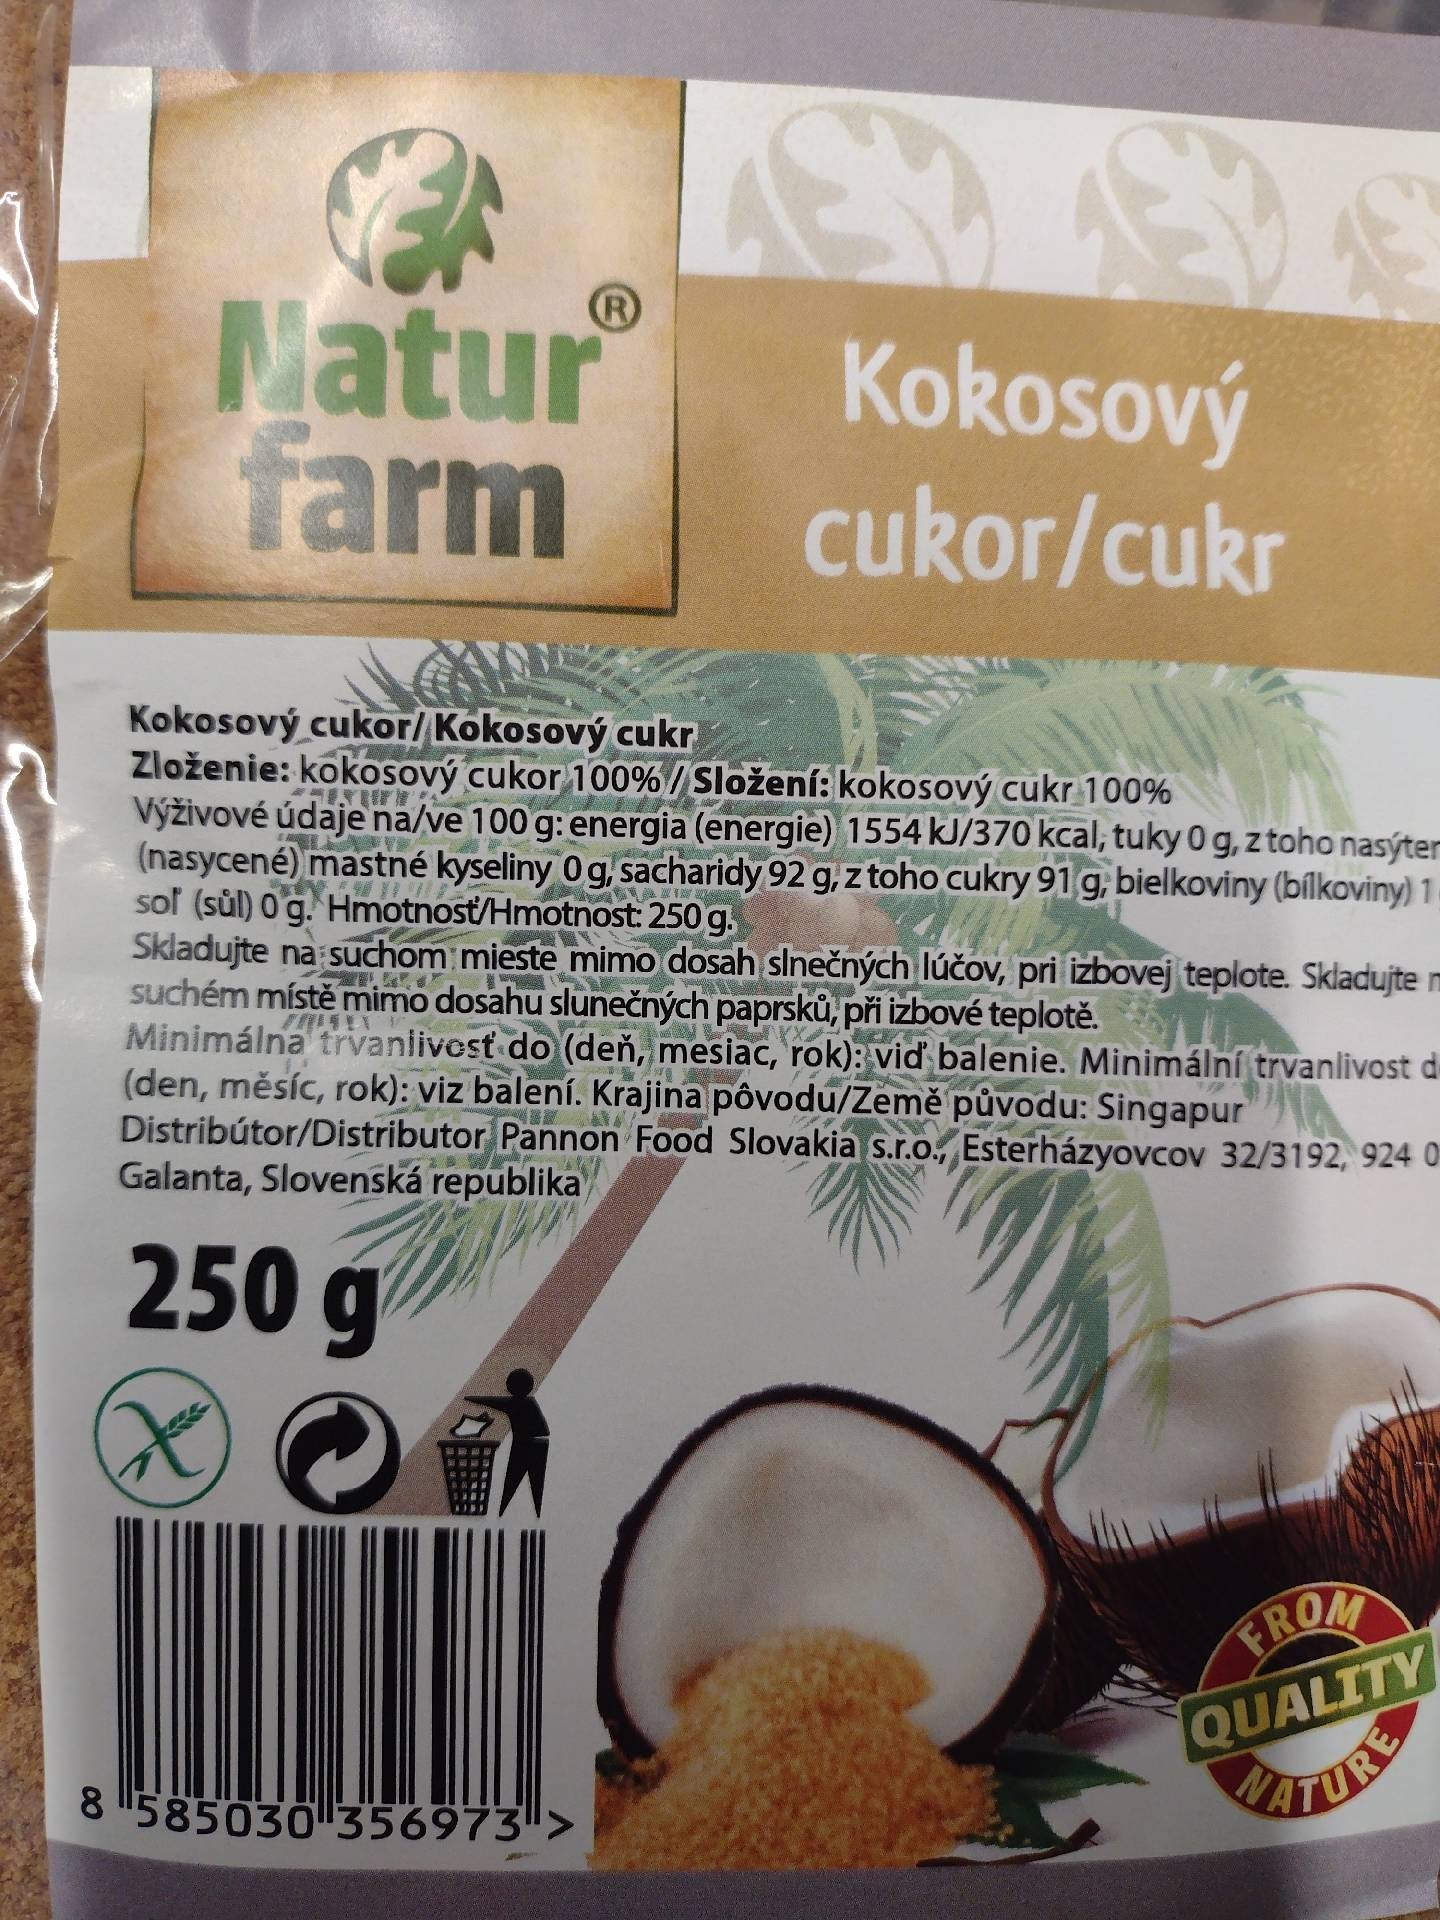 Natur®
farm
Kokosový
cukor/cukr
Kokosový cukor/ Kokosový cukr
Zloženie: kokosový cukor 100% / Složení: kokosový cukr 100%
Výživové údaje na/ve 100 g: energia (energie) 1554 kJ/370 kcal, tuky 0 g, z toho
(nasycené) mastné kyseliny 0 g, sacharidy 92 g, z toho cukry 91 g, bielkoviny (bílkoviny) 1
soľ (sůl) 0 g. Hmotnosť/Hmotnost: 250 g.
Skladujte na suchom mieste mimo dosah slnečných lúčov, pri izbovej teplote. Skladujte
suchém místě mimo dosahu slunečných paprsků, při izbové teplotě.
Minimálna trvanlivosť do (deň, mesiac, rok): viď balenie. Minimální trvanlivost
(den, měsíc, rok): viz balení. Krajina pôvodu/Země původu: Singapur
Distribútor/Distributor Pannon Food Slovakia s.r.o., Esterházyovcov 32/3192, 924 0
Galanta, Slovenská republika
250 g
8 585030 356973 >
FROM
QUALITY
NATURE